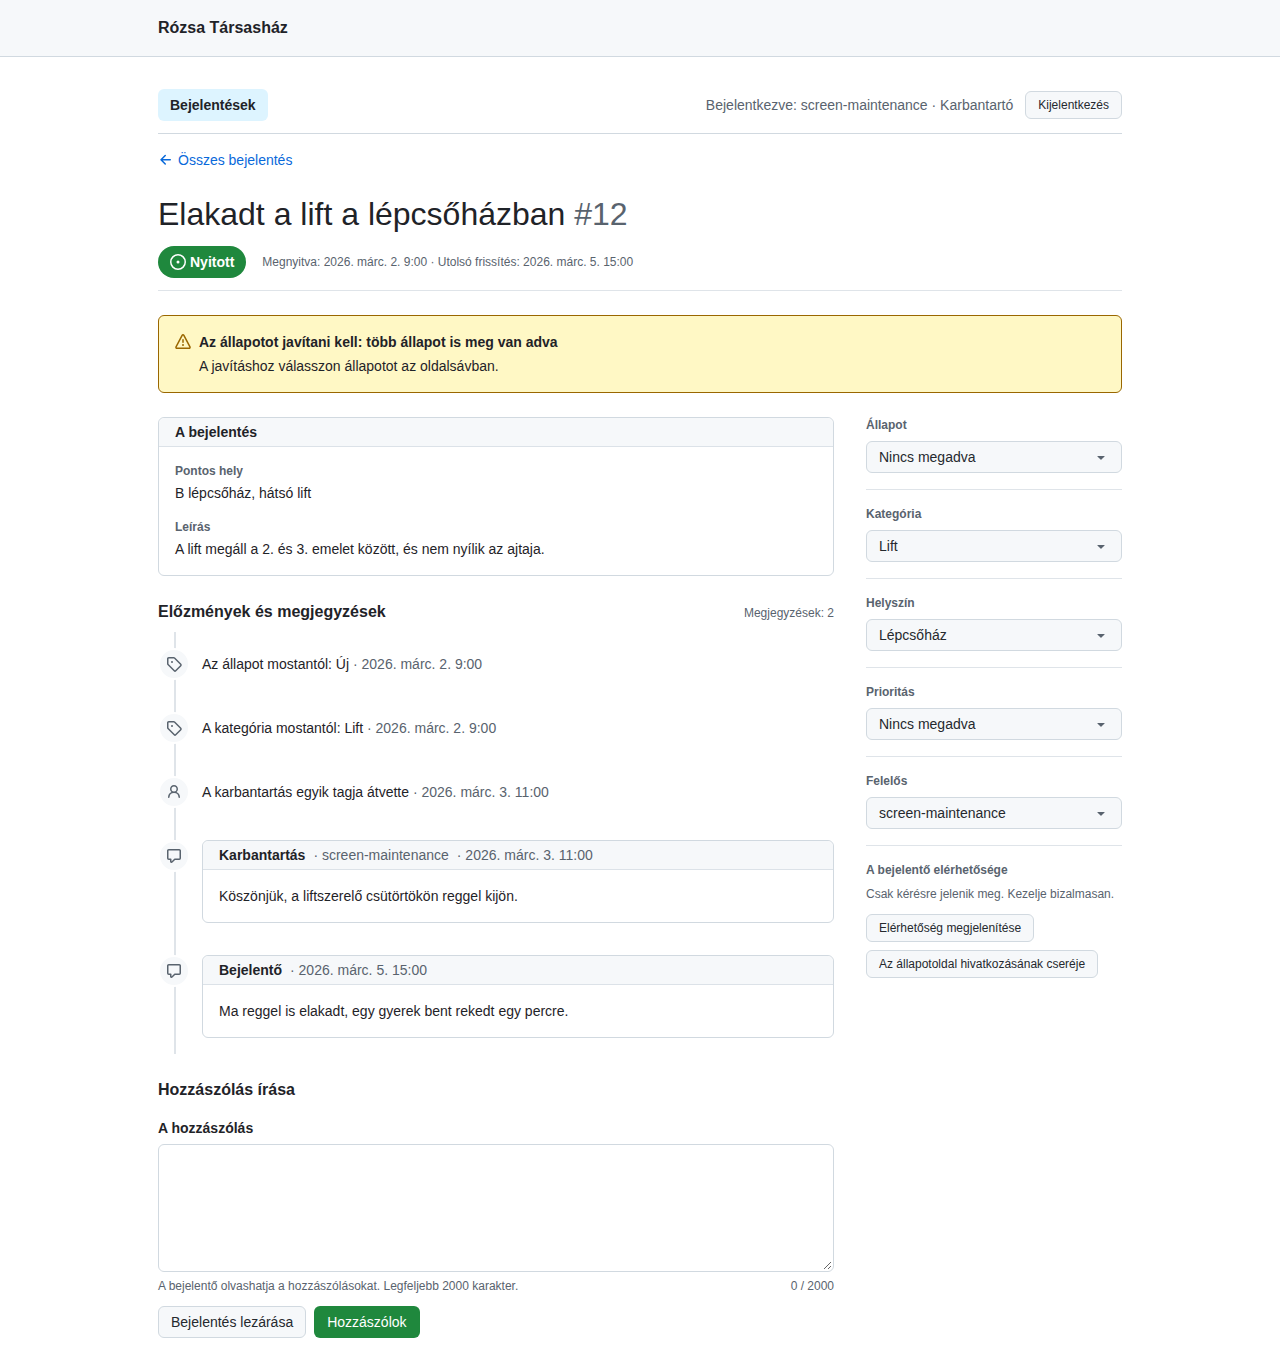 Rózsa Társasház
Bejelentések
Bejelentkezve: screen-maintenance · Karbantartó
Kijelentkezés
Összes bejelentés
Elakadt a lift a lépcsőházban #12
Nyitott
Megnyitva: 2026. márc. 2. 9:00 · Utolsó frissítés: 2026. márc. 5. 15:00
Az állapotot javítani kell: több állapot is meg van adva
A javításhoz válasszon állapotot az oldalsávban.
A bejelentés
Pontos hely
B lépcsőház, hátsó lift
Leírás
A lift megáll a 2. és 3. emelet között, és nem nyílik az ajtaja.
Előzmények és megjegyzések
Megjegyzések: 2
Az állapot mostantól: Új · 2026. márc. 2. 9:00
A kategória mostantól: Lift · 2026. márc. 2. 9:00
A karbantartás egyik tagja átvette · 2026. márc. 3. 11:00
Karbantartás · screen-maintenance · 2026. márc. 3. 11:00
Köszönjük, a liftszerelő csütörtökön reggel kijön.
Bejelentő · 2026. márc. 5. 15:00
Ma reggel is elakadt, egy gyerek bent rekedt egy percre.
Hozzászólás írása
A hozzászólás
A bejelentő olvashatja a hozzászólásokat. Legfeljebb 2000 karakter.
0 / 2000
Bejelentés lezárása
Hozzászólok
Állapot
Nincs megadva
Kategória
Lift
Helyszín
Lépcsőház
Prioritás
Nincs megadva
Felelős
screen-maintenance
A bejelentő elérhetősége
Csak kérésre jelenik meg. Kezelje bizalmasan.
Elérhetőség megjelenítése
Az állapotoldal hivatkozásának cseréje